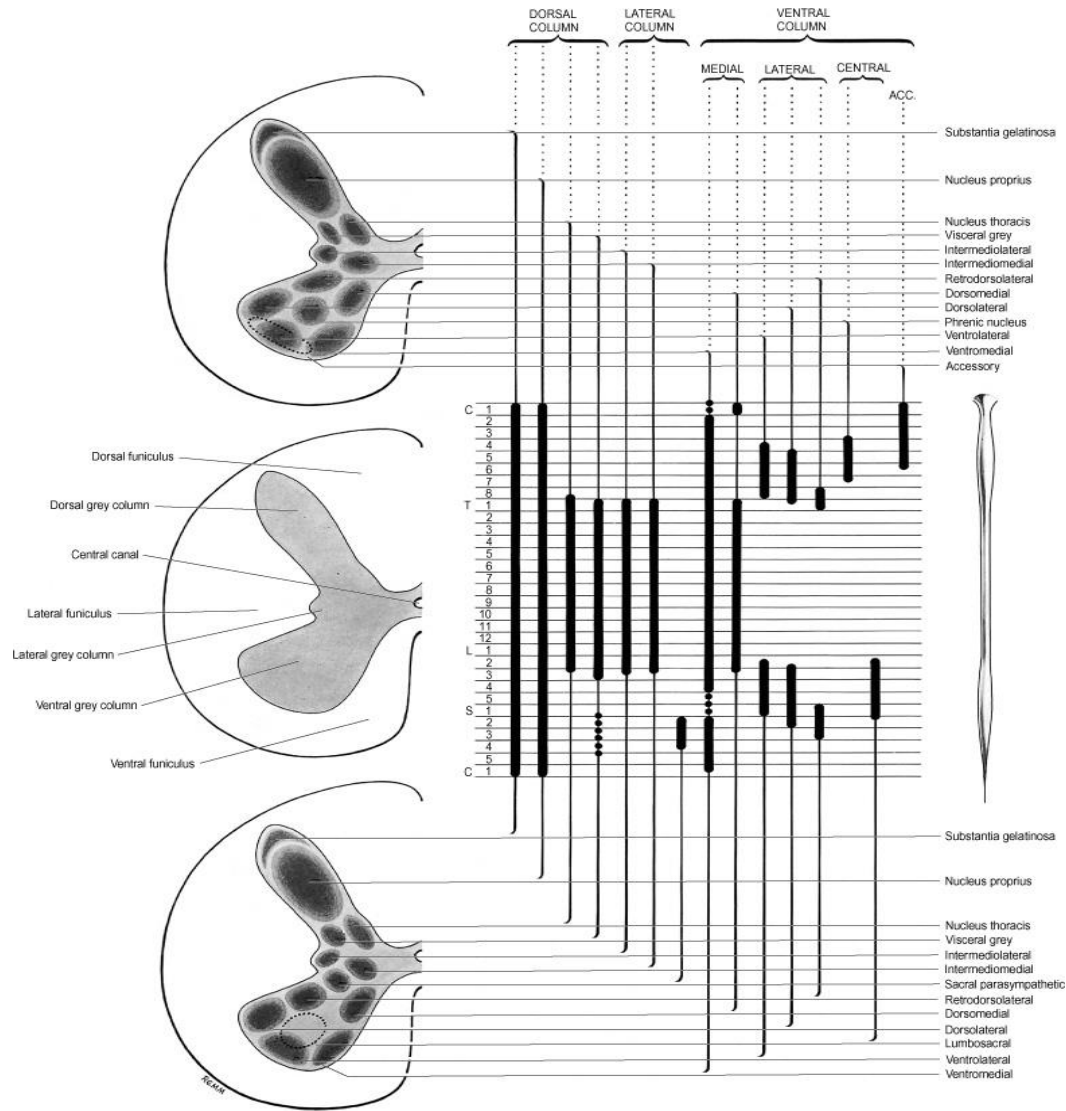 DORSAL
COLUMN
LATERAL
COLUMN
VENTRAL
COLUMN
MEDIAL
LATERAL
CENTRAL
ACC.
Substantia gelatinosa
Nucleus proprius
Nucleus thoracis
Visceral grey
Intermediolateral
Intermediomedial
Retrodorsolateral
Dorsomedial
Dorsolateral
Phrenic nucleus
Ventrolateral
Ventromedial
Accessory
C 1
2
3
4
5
6
7
8
T 1
2
3
4
5
6
7
8
9
10
11
12
L 1
2
3
4
5
S 1
2
3
4
5
C 1
Dorsal funiculus
Dorsal grey column
Central canal
Lateral funiculus
Lateral grey column
Ventral grey column
Ventral funiculus
Substantia gelatinosa
Nucleus proprius
Nucleus thoracis
Visceral grey
Intermediolateral
Intermediomedial
Sacral parasympathetic
Retrodorsolateral
Dorsomedial
Dorsolateral
Lumbosacral
Ventrolateral
Ventromedial
REMM